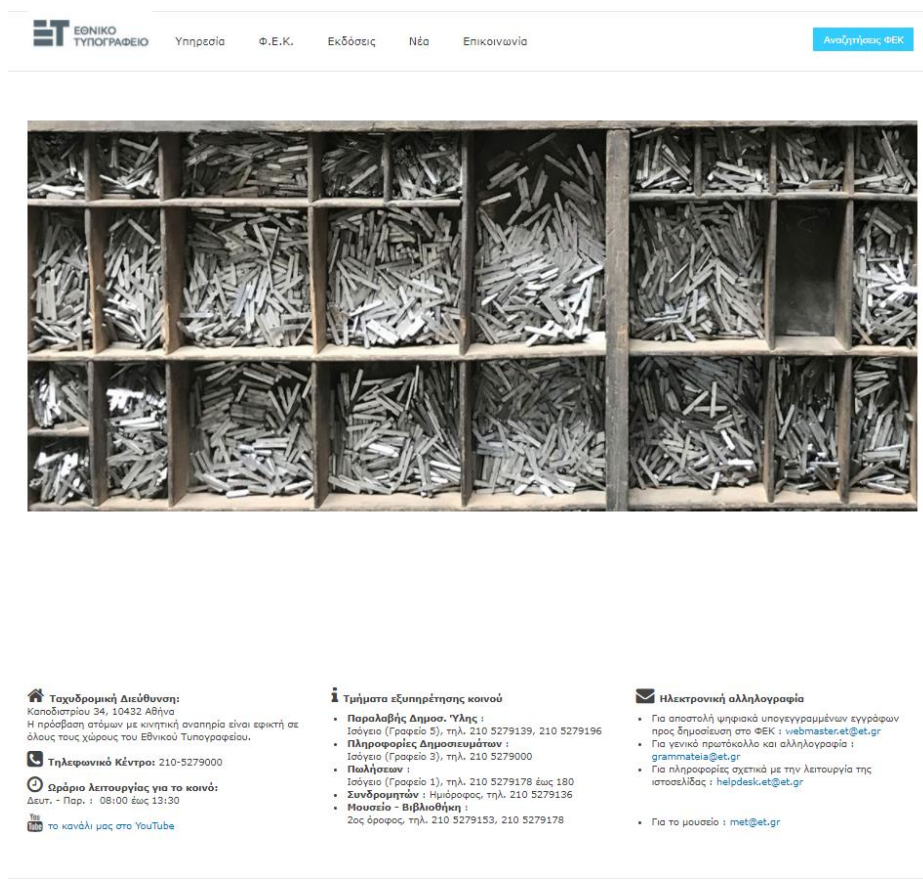 ΕΘΝΙΚΟ
ΤΥΠΟΓΡΑΦΕΙΟ
Υπηρεσία Φ.Ε.Κ. Εκδόσεις Νέα Επικοινωνία
Αναζητήσεις ΦΕΚ
Ταχυδρομική Διεύθυνση:
Καποδιστρίου 34, 10432 Αθήνα
Η πρόσβαση ατόμων με κινητική αναπηρία είναι εφικτή σε
όλους τους χώρους του Εθνικού Τυπογραφείου.
Τηλεφωνικό Κέντρο: 210-5279000
Ωράριο λειτουργίας για το κοινό:
Δευτ. - Παρ. : 08:00 έως 13:30
You
Tube το κανάλι μας στο YouTube
Τμήματα εξυπηρέτησης κοινού
• Παραλαβής Δημοσ. Ύλης :
Ισόγειο (Γραφείο 5), τηλ. 210 5279139, 210 5279196
• Πληροφορίες Δημοσιευμάτων :
Ισόγειο (Γραφείο 3), τηλ. 210 5279000
• Πωλήσεων :
Ισόγειο (Γραφείο 1), τηλ. 210 5279178 έως 180
• Συνδρομητών : Ημιόροφος, τηλ. 210 5279136
• Μουσείο - Βιβλιοθήκη :
2ος όροφος, τηλ. 210 5279153, 210 5279178
Ηλεκτρονική αλληλογραφία
• Για αποστολή ψηφιακά υπογεγραμμένων εγγράφων
προς δημοσίευση στο ΦΕΚ : webmaster.et@et.gr
• Για γενικό πρωτόκολλο και αλληλογραφία :
grammateia@et.gr
• Για πληροφορίες σχετικά με την λειτουργία της
ιστοσελίδας : helpdesk.et@et.gr
• Για το μουσείο : met@et.gr